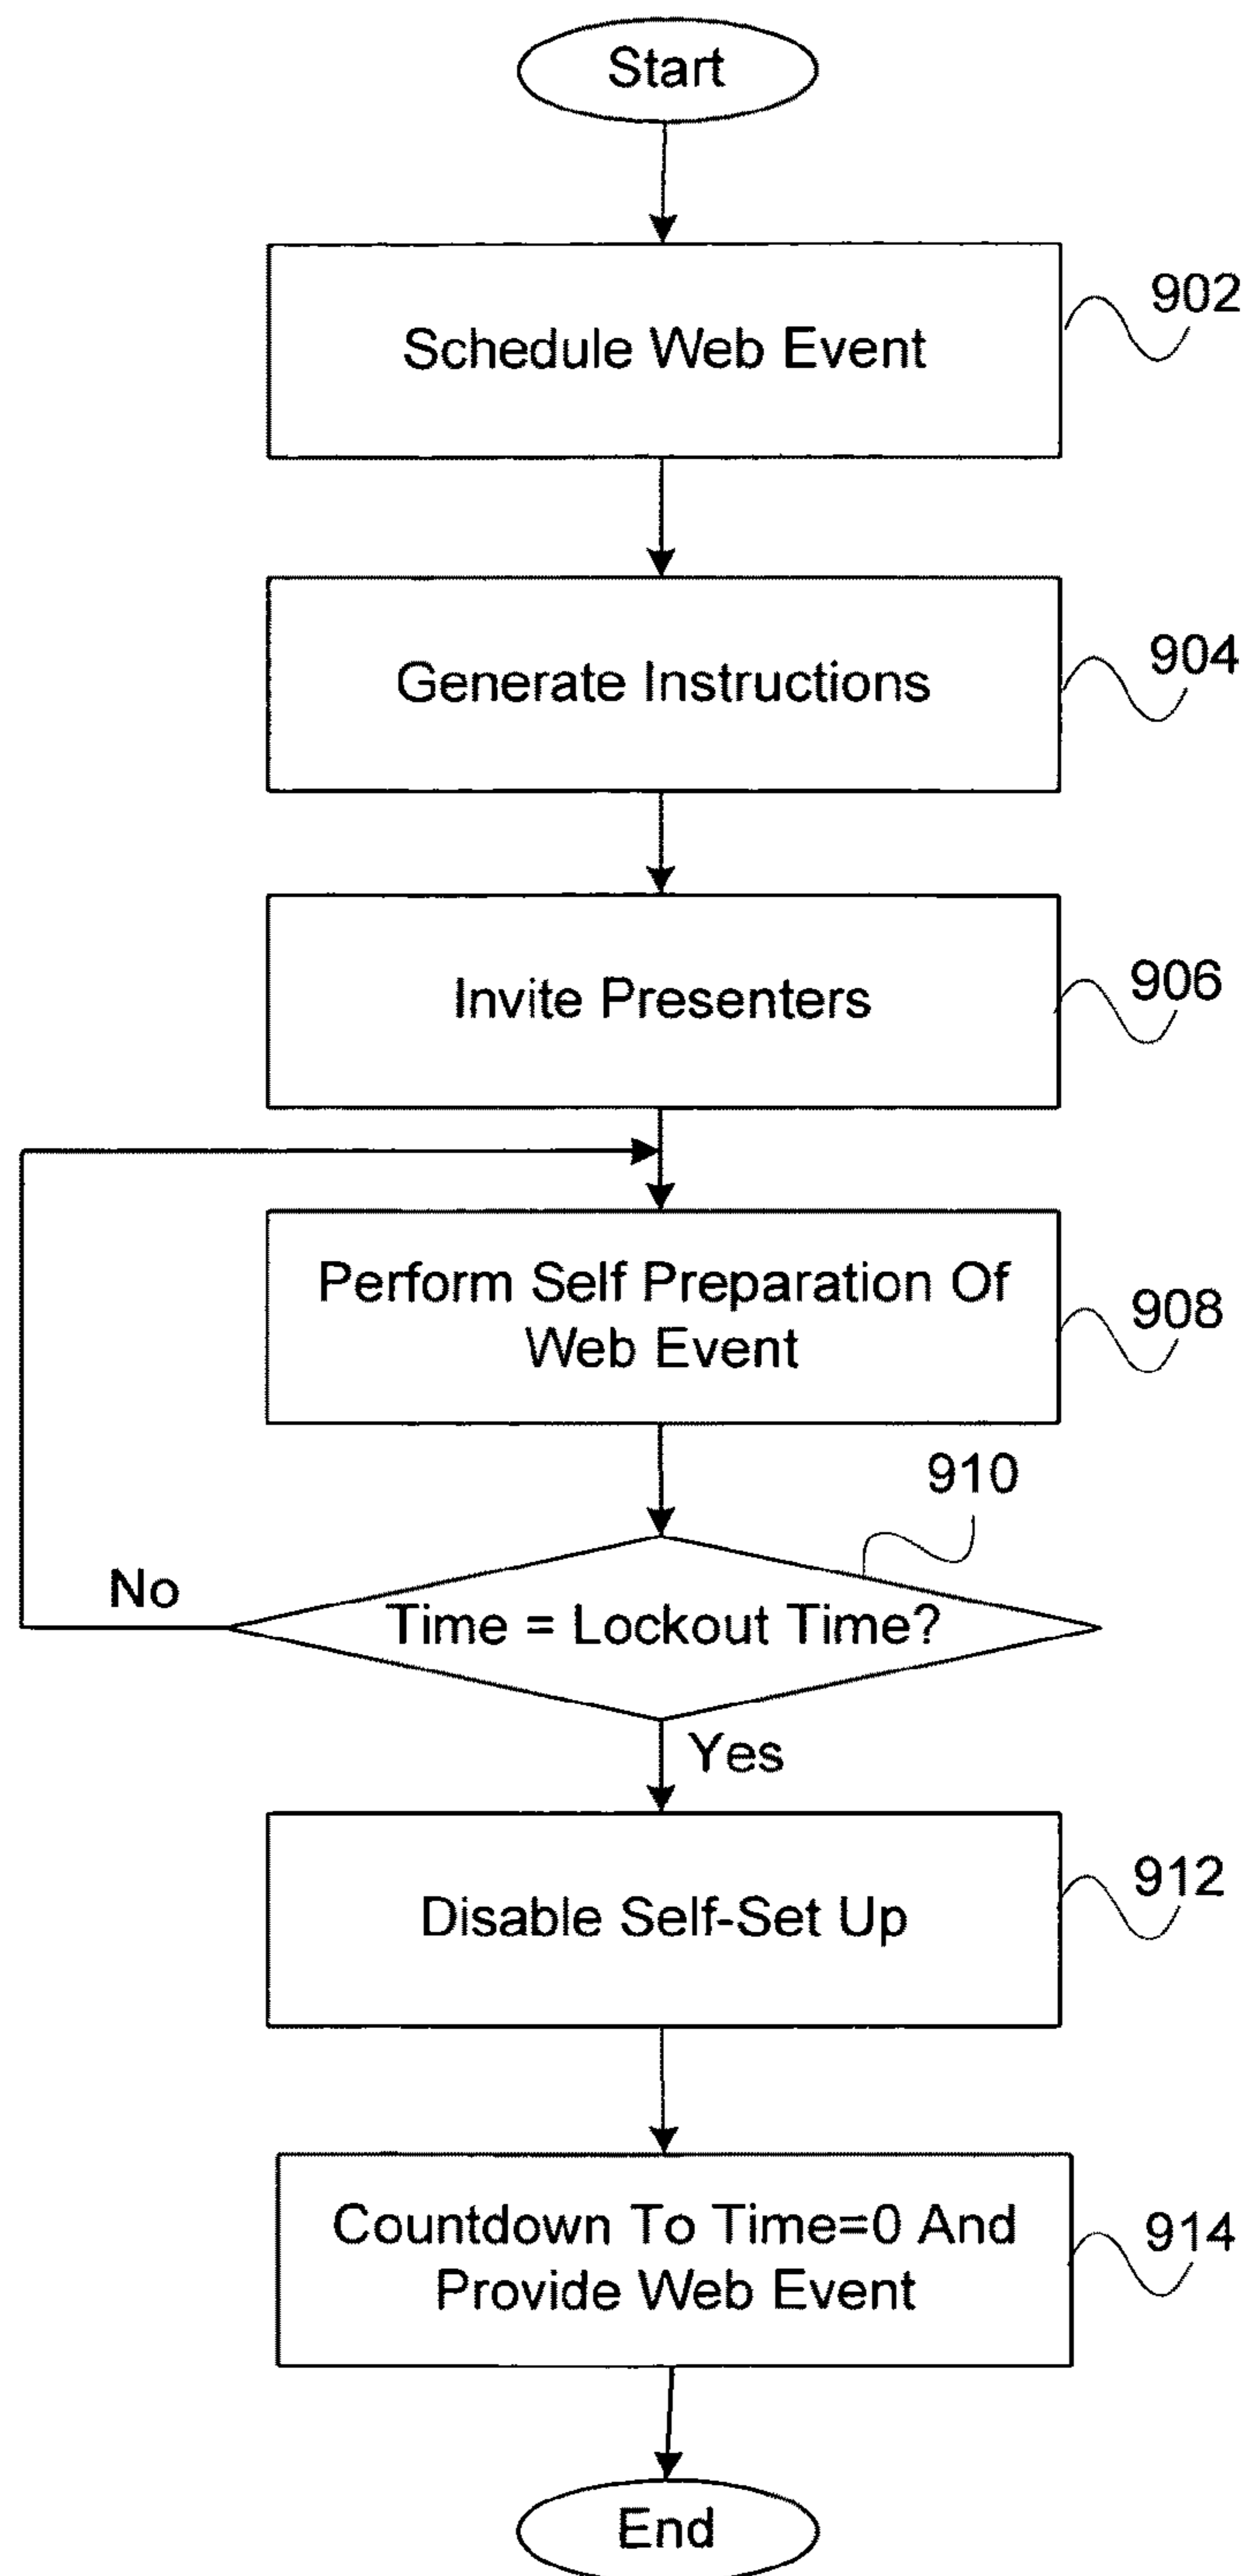 Start
Schedule Web Event
902
Generate Instructions
904
Invite Presenters
906
Perform Self Preparation Of
Web Event
908
910
No
Time = Lockout Time?
Yes
Disable Self-Set Up
912
Countdown To Time=0 And
Provide Web Event
914
End